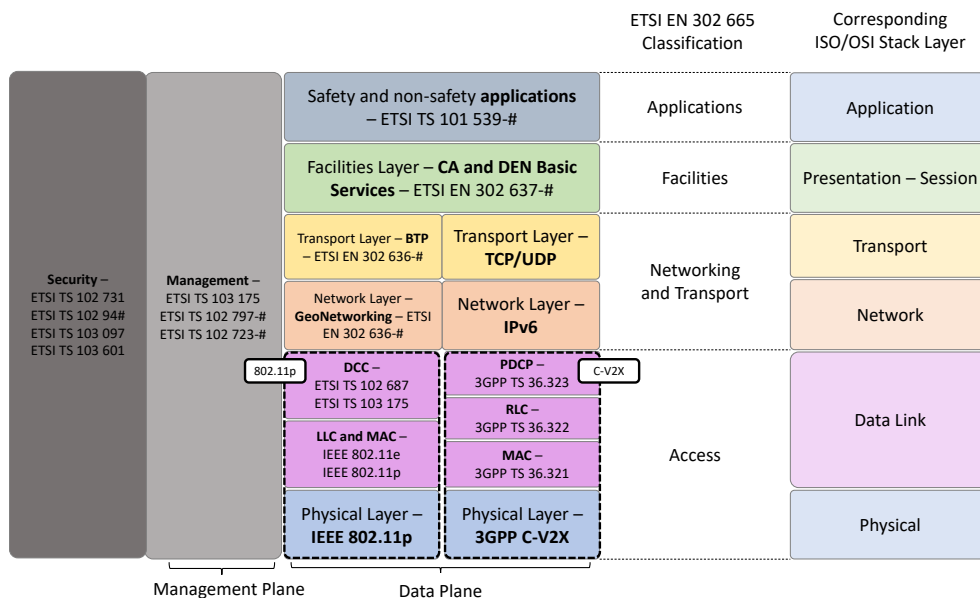 ETSI EN 302 665
Classification
Corresponding
ISO/OSI Stack Layer
Security –
ETSI TS 102 731
ETSI TS 102 94#
ETSI TS 103 097
ETSI TS 103 601
Management –
ETSI TS 103 175
ETSI TS 102 797-#
ETSI TS 102 723-#
Safety and non-safety applications
– ETSI TS 101 539-#
Applications
Application
Facilities Layer – CA and DEN Basic
Services – ETSI EN 302 637-#
Facilities
Presentation – Session
Transport Layer – BTP
– ETSI EN 302 636-#
Transport Layer –
TCP/UDP
Networking
and Transport
Transport
Network Layer –
GeoNetworking – ETSI
EN 302 636-#
Network Layer –
IPv6
Network
802.11p
DCC –
ETSI TS 102 687
ETSI TS 103 175
PDCP –
3GPP TS 36.323
C-V2X
RLC –
3GPP TS 36.322
LLC and MAC –
IEEE 802.11e
IEEE 802.11p
MAC –
3GPP TS 36.321
Access
Data Link
Physical Layer –
IEEE 802.11p
Physical Layer –
3GPP C-V2X
Physical
Management Plane
Data Plane